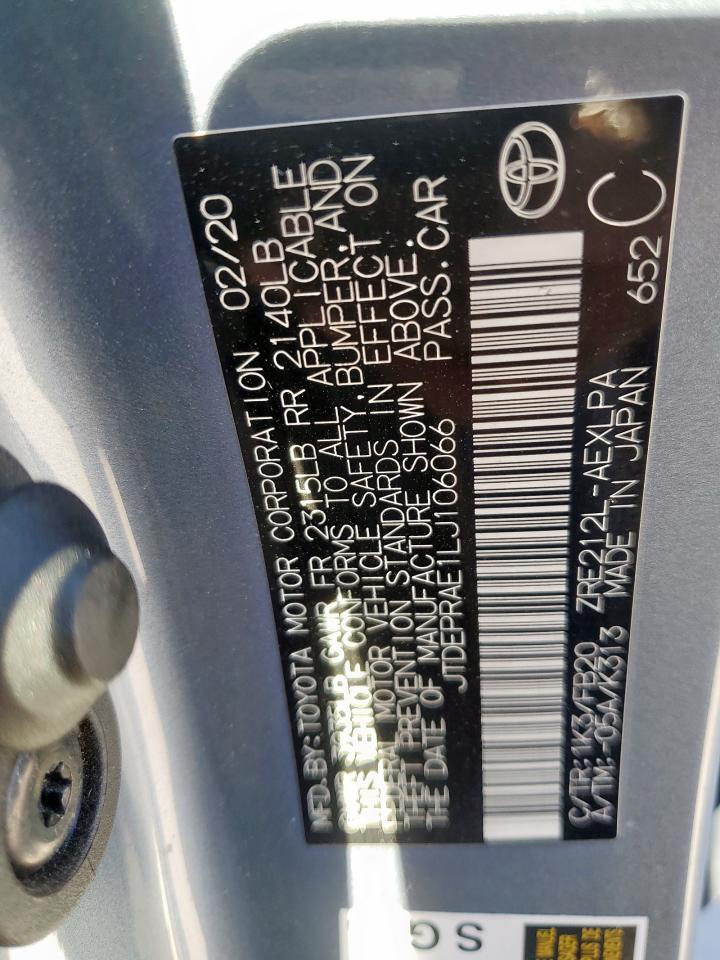 MFD.BY:TOYOTA MOTOR CORPORATION 02/20
GAWR FR 2315LB RR 2140LB
THIS VEHICLE CONFORMS TO ALL APPLICABLE
FEDERAL MOTOR VEHICLE SAFETY,BUMPER,AND
THEFT PREVENTION STANDARDS IN EFFECT ON
THE DATE OF MANUFACTURE SHOWN ABOVE.
JTDEPRAE1LJ106066 PASS.CAR
C/TR:1K3/FB20 ZRE212L-AEXLPA 652 C
A/TM:-05A/K313 MADE IN JAPAN
S G